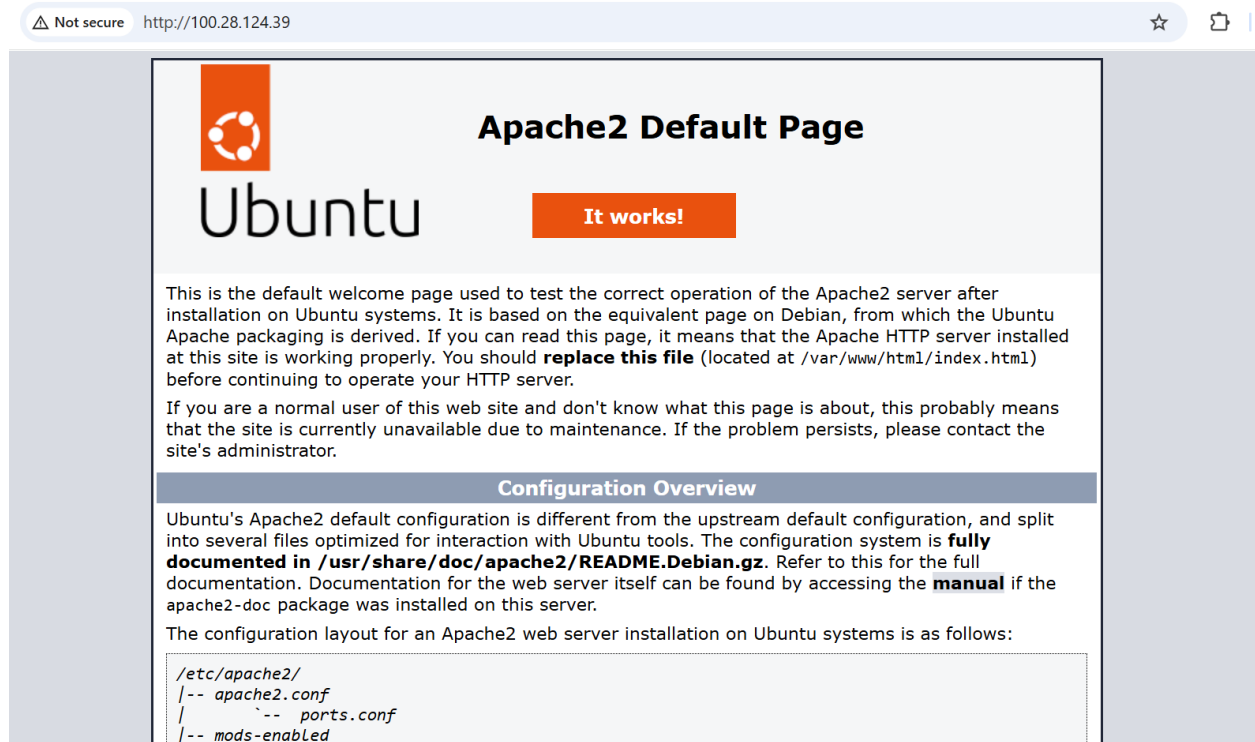 Not secure http://100.28.124.39
Apache2 Default Page
Ubuntu
It works!
This is the default welcome page used to test the correct operation of the Apache2 server after
installation on Ubuntu systems. It is based on the equivalent page on Debian, from which the Ubuntu
Apache packaging is derived. If you can read this page, it means that the Apache HTTP server installed
at this site is working properly. You should replace this file (located at /var/www/html/index.html)
before continuing to operate your HTTP server.
If you are a normal user of this web site and don't know what this page is about, this probably means
that the site is currently unavailable due to maintenance. If the problem persists, please contact the
site's administrator.
Configuration Overview
Ubuntu's Apache2 default configuration is different from the upstream default configuration, and split
into several files optimized for interaction with Ubuntu tools. The configuration system is fully
documented in /usr/share/doc/apache2/README.Debian.gz. Refer to this for the full
documentation. Documentation for the web server itself can be found by accessing the manual if the
apache2-doc package was installed on this server.
The configuration layout for an Apache2 web server installation on Ubuntu systems is as follows:
/etc/apache2/
|-- apache2.conf
|       `--  ports.conf
|-- mods-enabled